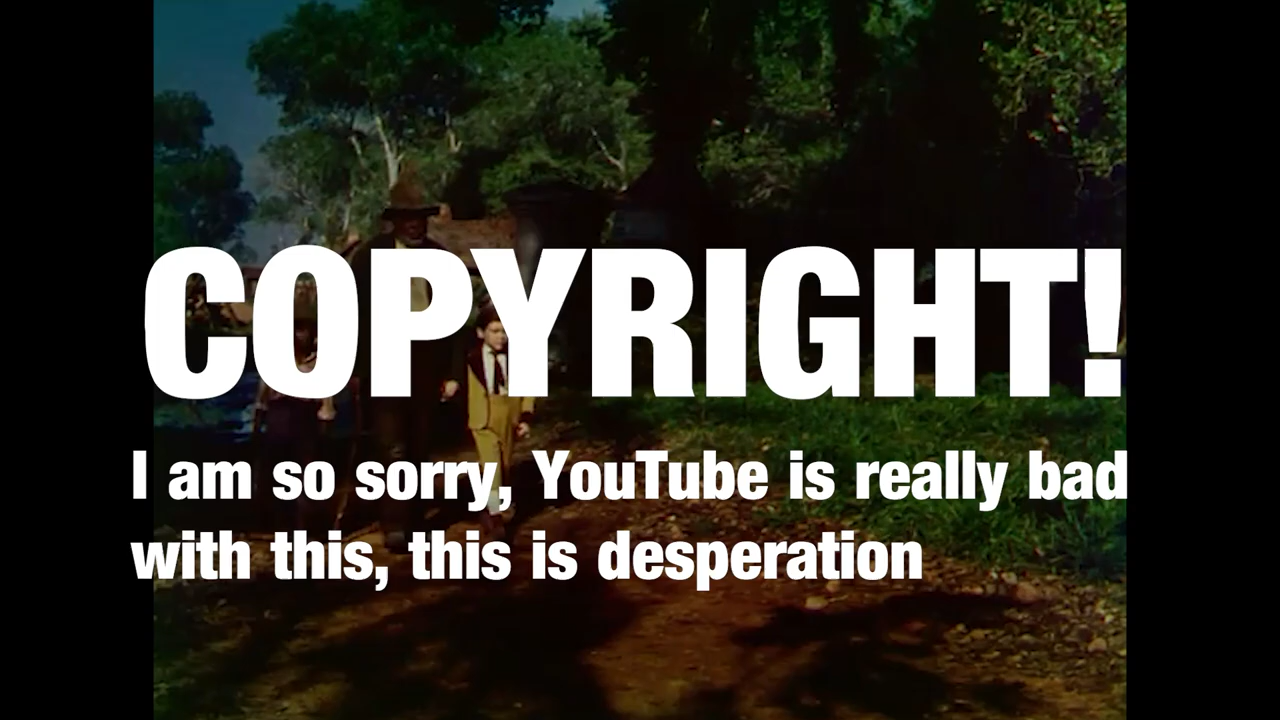 COPYRIGHT!
I am so sorry, YouTube is really bad
with this, this is desperation